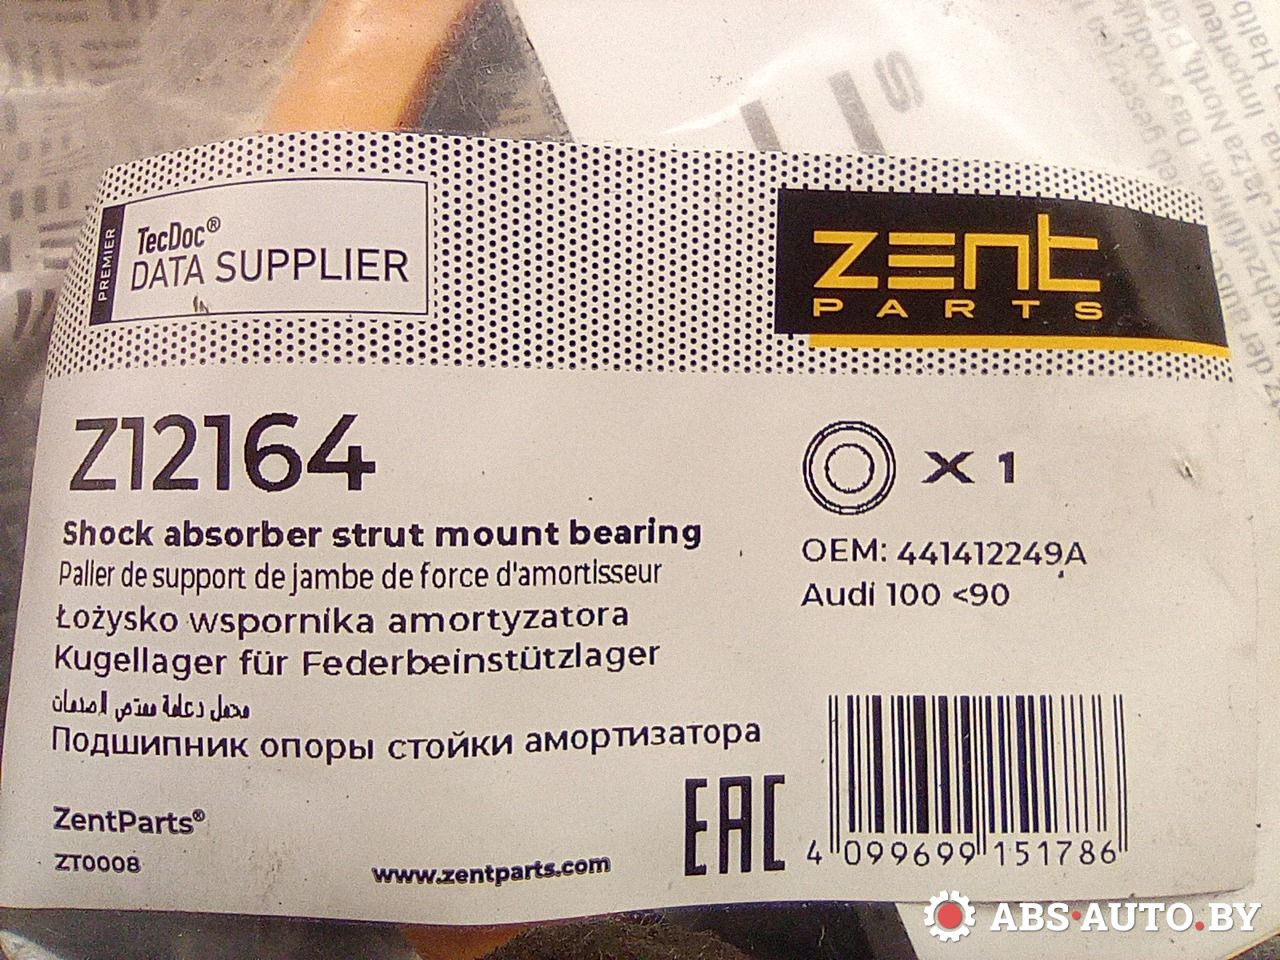 PREMIER
TecDoc®
DATA SUPPLIER
zent
PARTS
Z12164
X 1
Shock absorber strut mount bearing
Palier de support de jambe de force d'amortisseur
Łożysko wspornika amortyzatora
Kugellager für Federbeinstützlager
محمل دعامة ممتص الصدمات
Подшипник опоры стойки амортизатора
OEM: 441412249A
Audi 100 <90
ZentParts®
ZT0008
www.zentparts.com
EAC
4 099699 151786
ABS·AUTO.BY